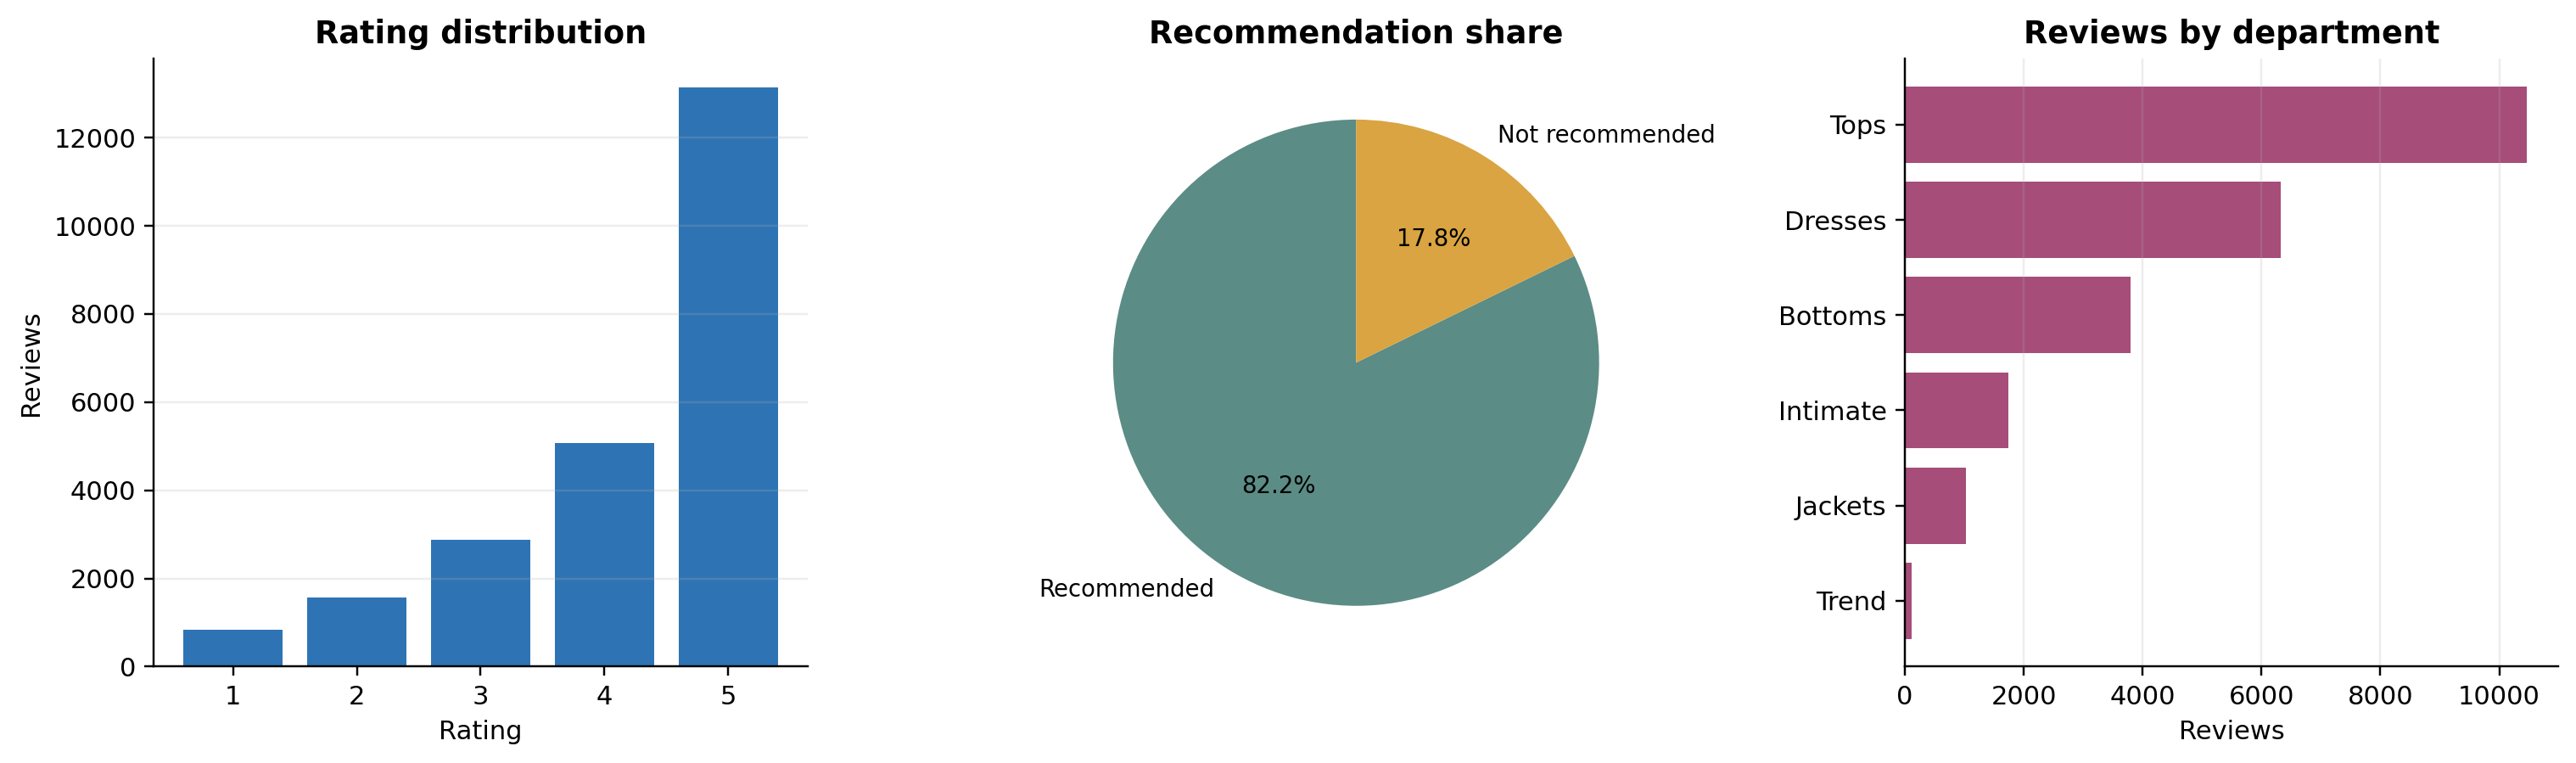 Rating distribution
12000
10000
8000
6000
4000
2000
0
Reviews
1 2 3 4 5
Rating
Recommendation share
Not recommended
17.8%
82.2%
Recommended
Reviews by department
Tops
Dresses
Bottoms
Intimate
Jackets
Trend
0 2000 4000 6000 8000 10000
Reviews